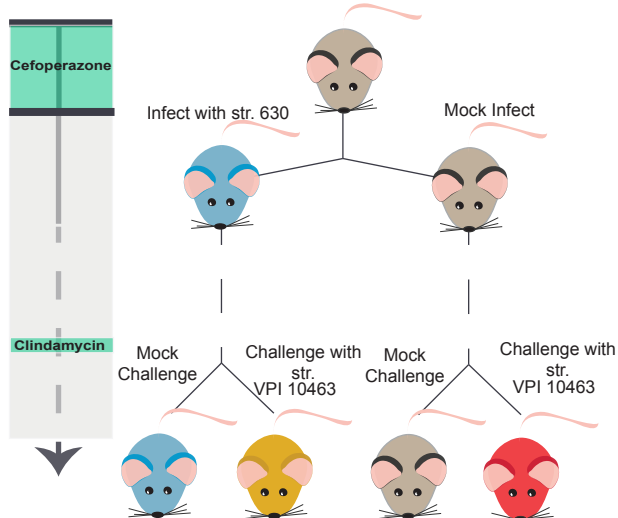 Cefoperazone
Infect with str. 630
Mock Infect
Clindamycin
Mock
Challenge
Challenge with
str.
VPI 10463
Mock
Challenge
Challenge with
str.
VPI 10463